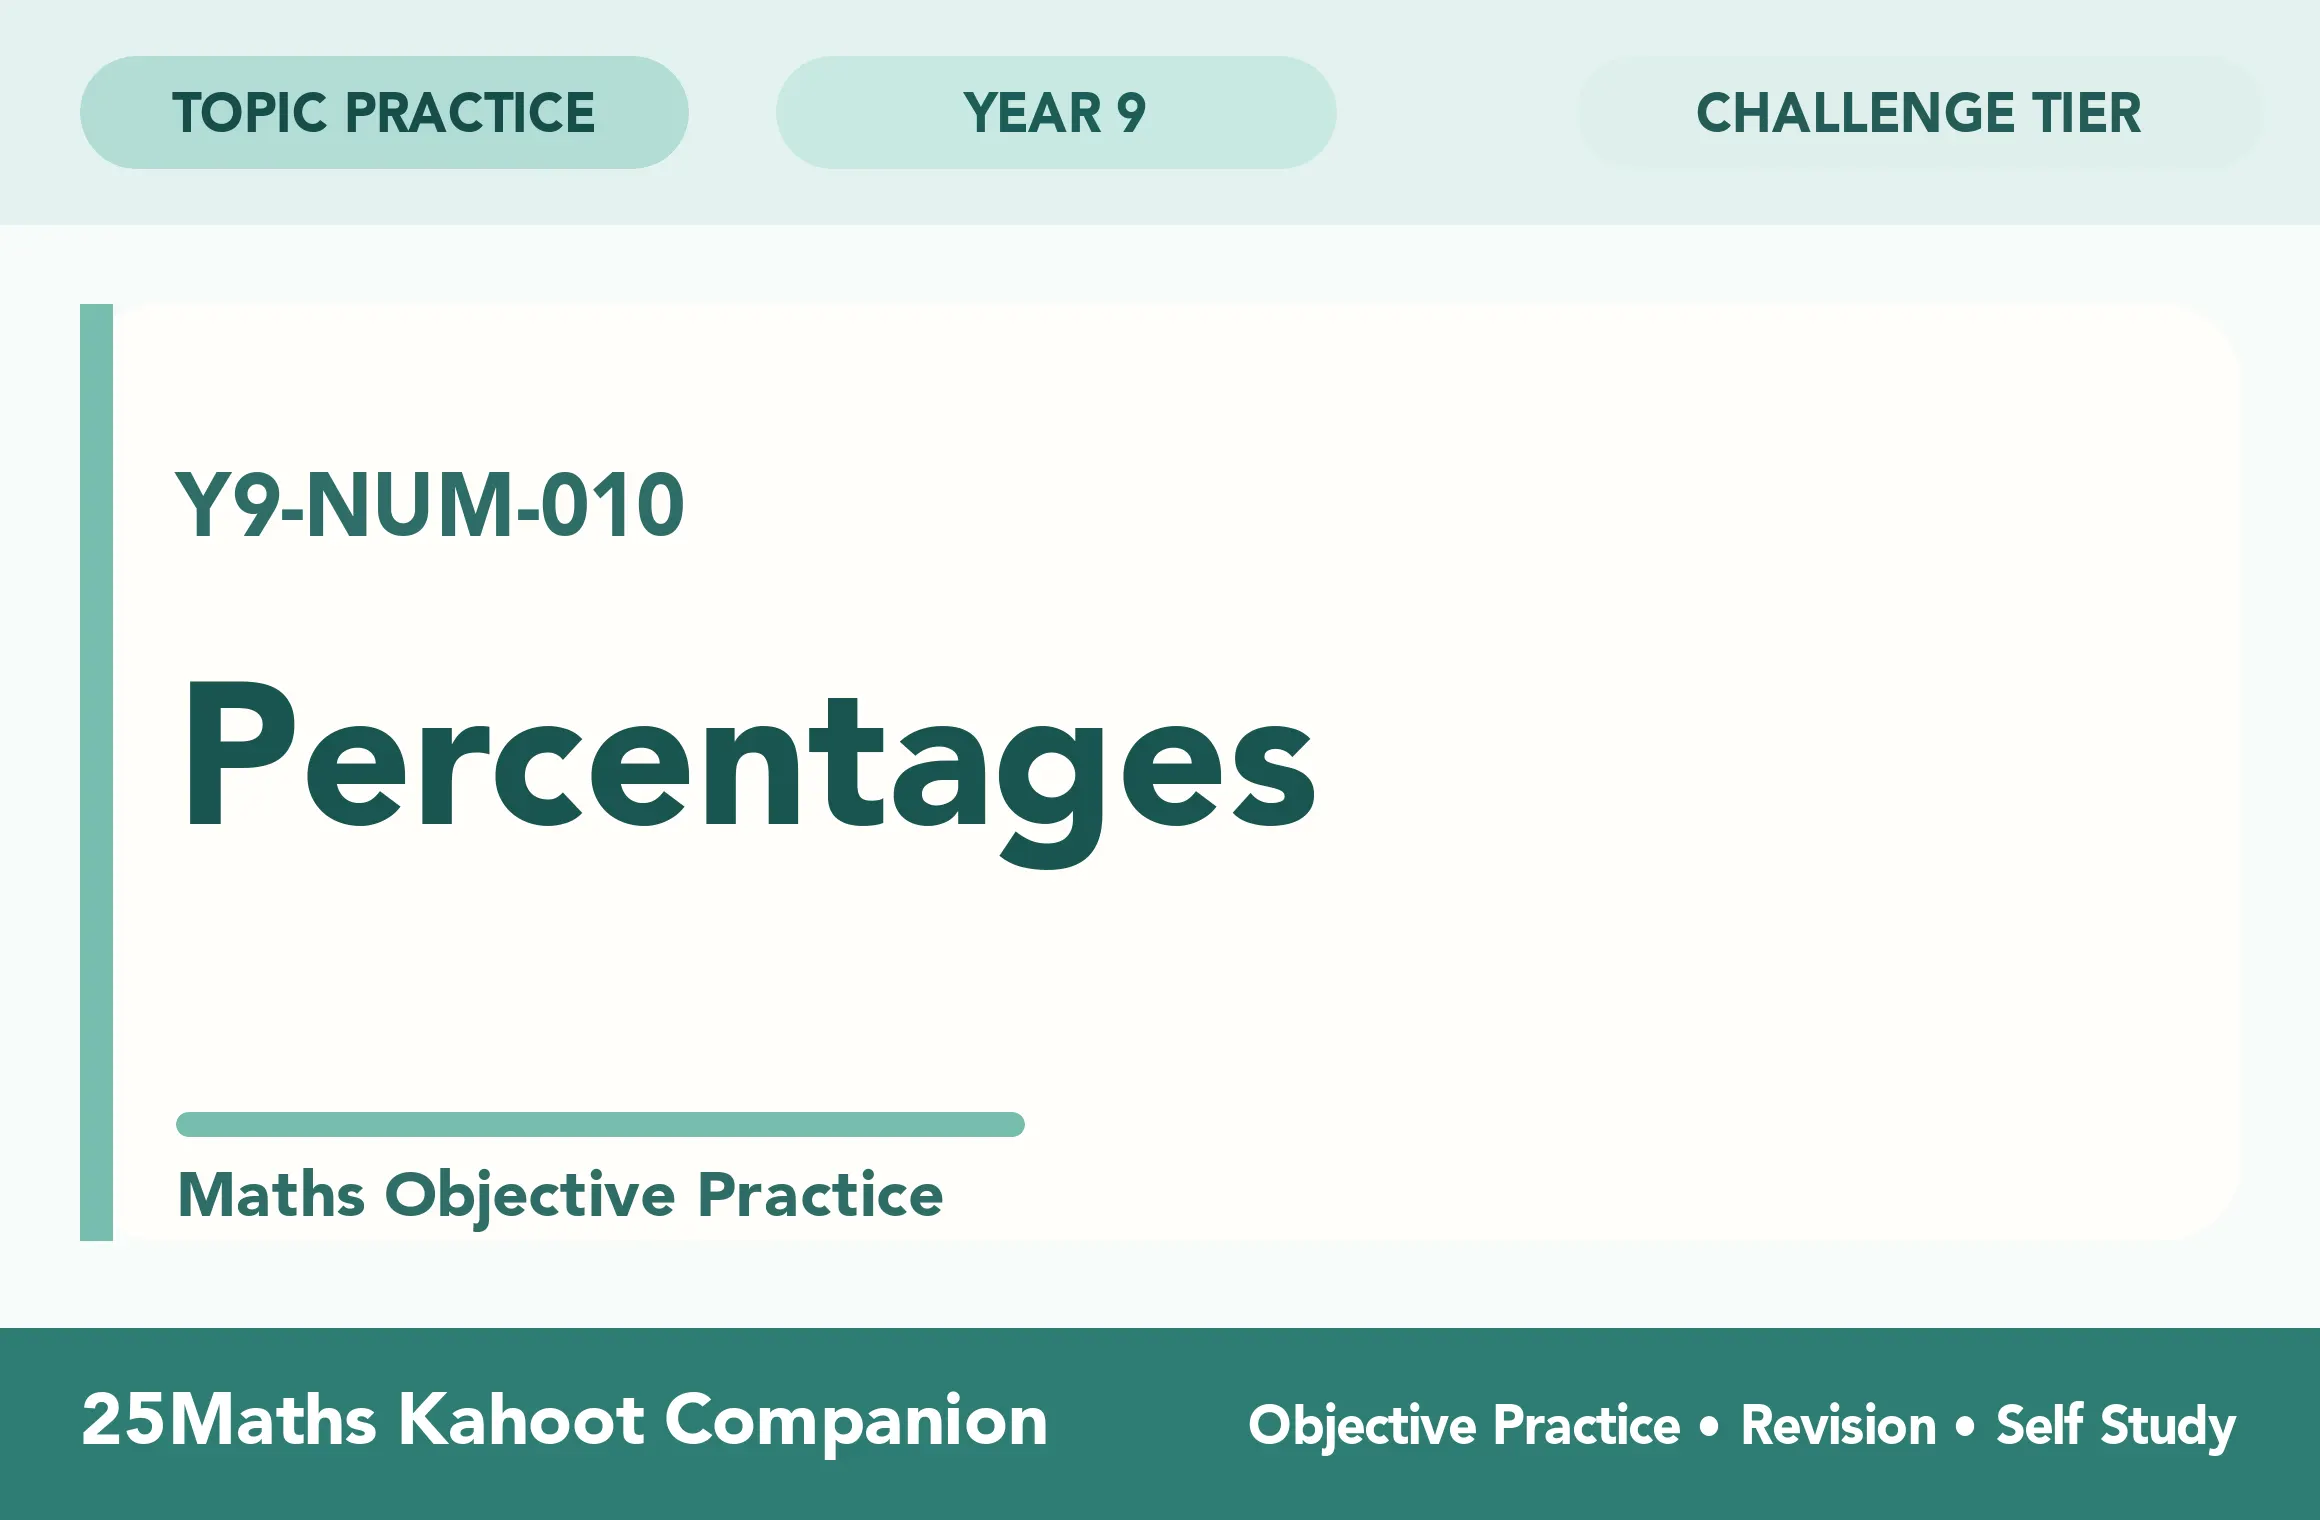 TOPIC PRACTICE
YEAR 9
CHALLENGE TIER
Y9-NUM-010
Percentages
Maths Objective Practice
25Maths Kahoot Companion
Objective Practice • Revision • Self Study